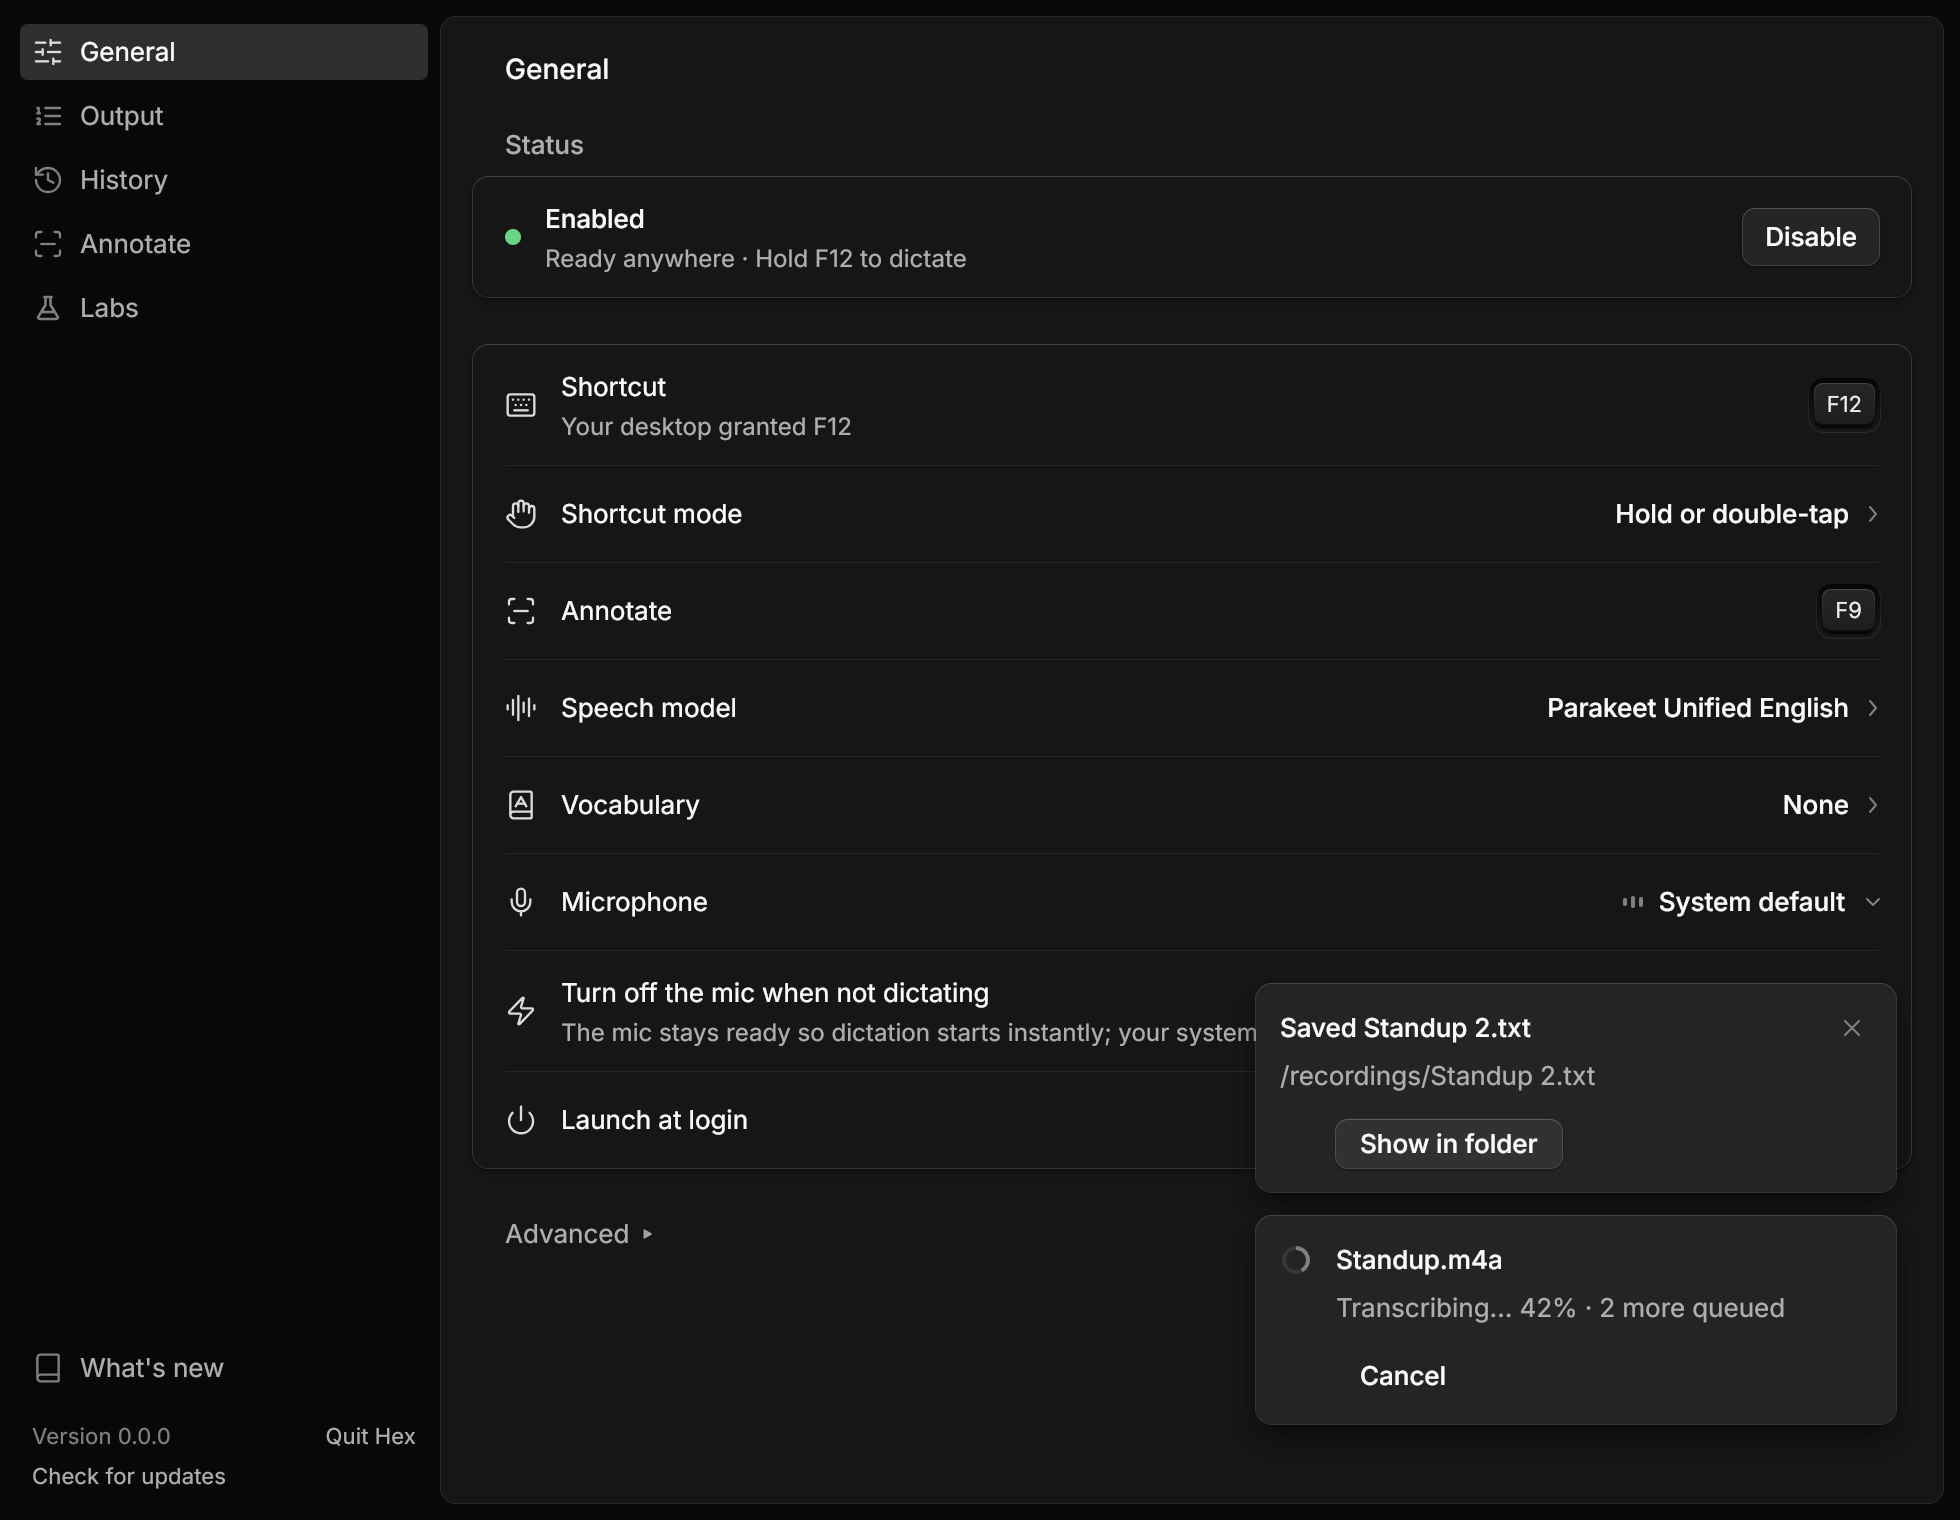 General
Output
History
Annotate
Labs
What's new
Version 0.0.0
Quit Hex
Check for updates
General
Status
Enabled
Ready anywhere · Hold F12 to dictate
Disable
Shortcut
Your desktop granted F12
F12
Shortcut mode
Hold or double-tap
Annotate
F9
Speech model
Parakeet Unified English
Vocabulary
None
Microphone
System default
Turn off the mic when not dictating
The mic stays ready so dictation starts instantly; your system
Launch at login
Advanced
Saved Standup 2.txt
/recordings/Standup 2.txt
Show in folder
Standup.m4a
Transcribing... 42% · 2 more queued
Cancel